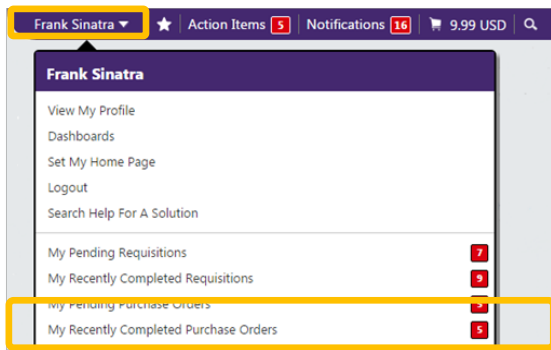 Frank Sinatra Action Items 5 Notifications 16 9.99 USD
Frank Sinatra
View My Profile
Dashboards
Set My Home Page
Logout
Search Help For A Solution
My Pending Requisitions 7
My Recently Completed Requisitions 9
My Pending Purchase Orders
My Recently Completed Purchase Orders 5